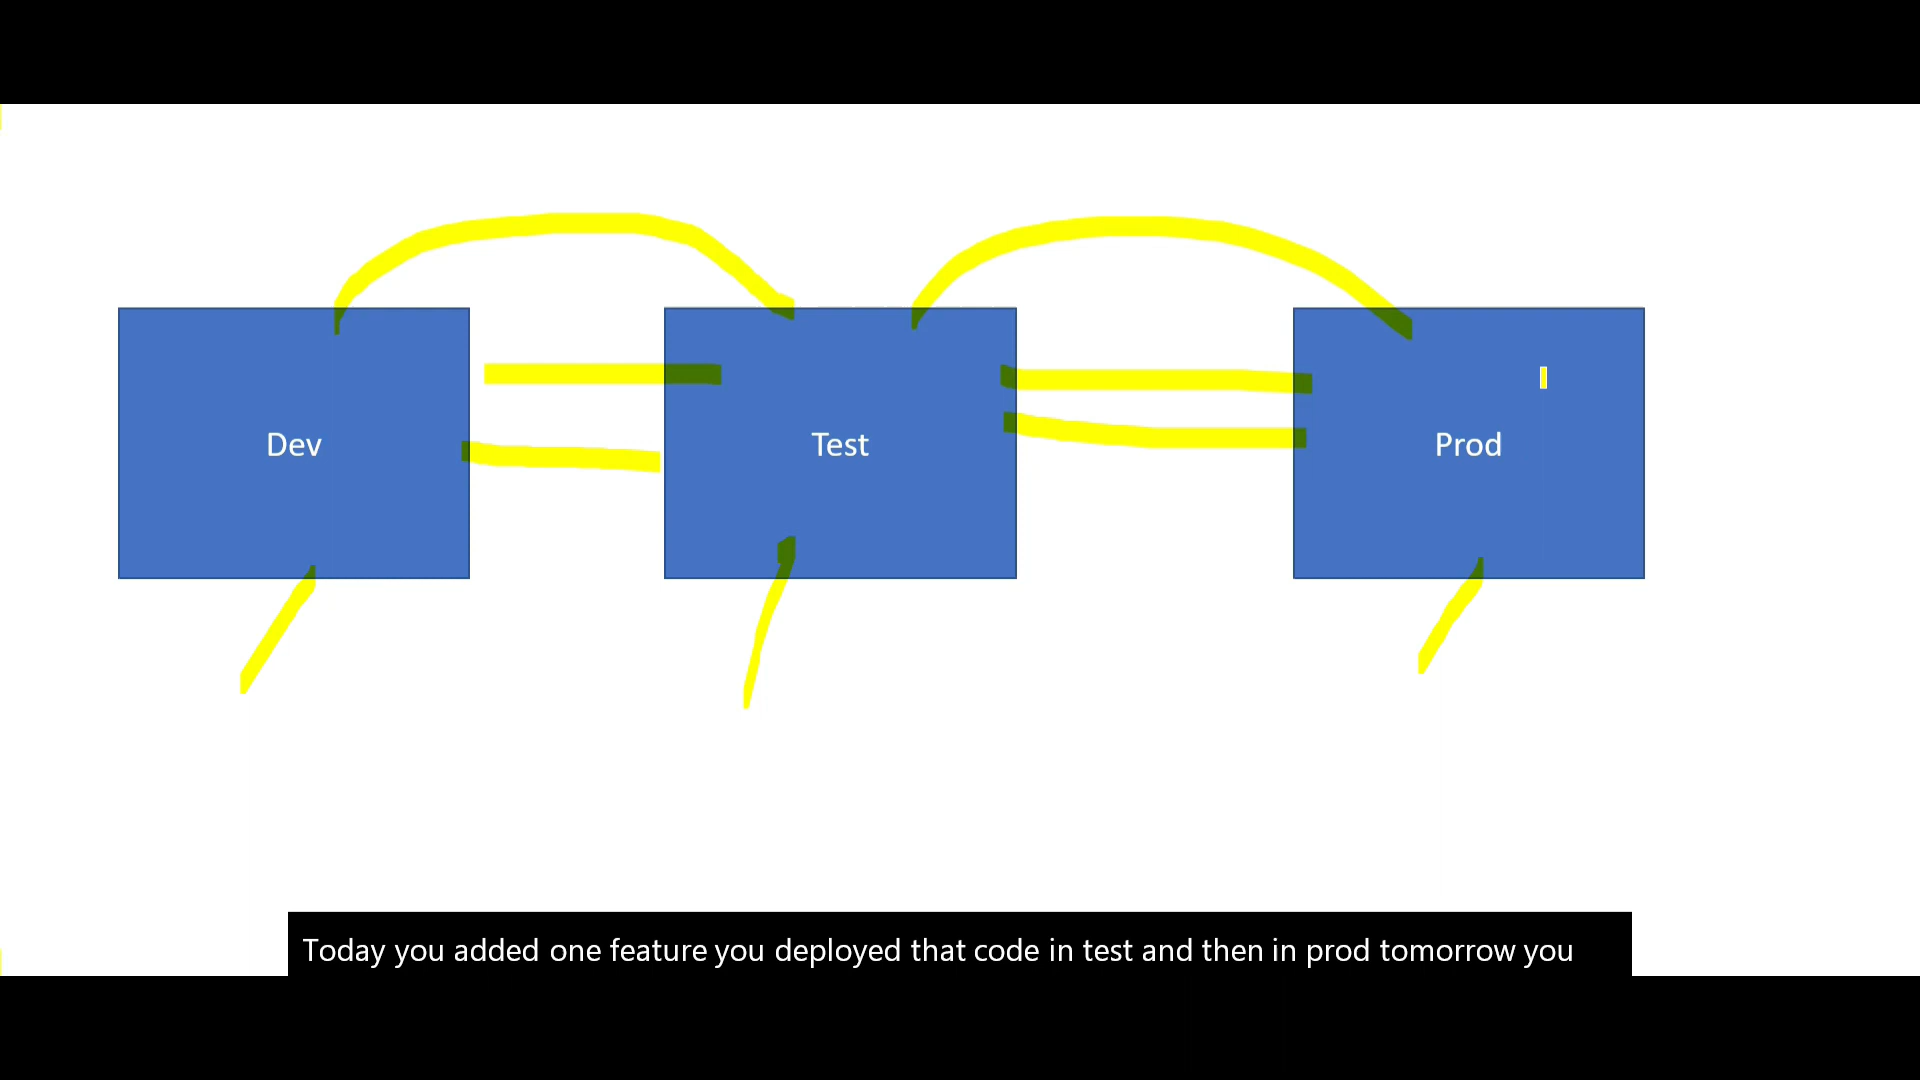 Dev
Test
Prod
Today you added one feature you deployed that code in test and then in prod tomorrow you